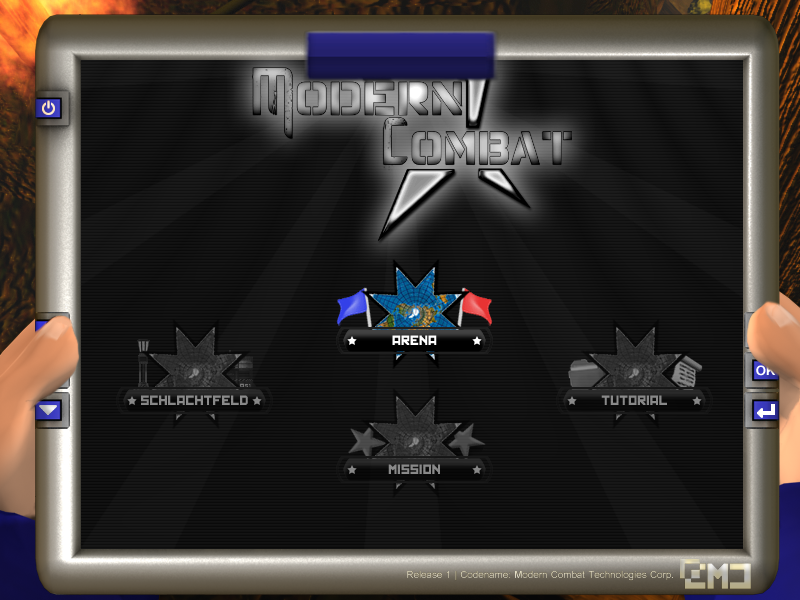 Modern
Combat
ARENA
SCHLACHTFELD
TUTORIAL
OK
MISSION
Release 1 | Codename. Modern Combat Technologies Corp.
CMC